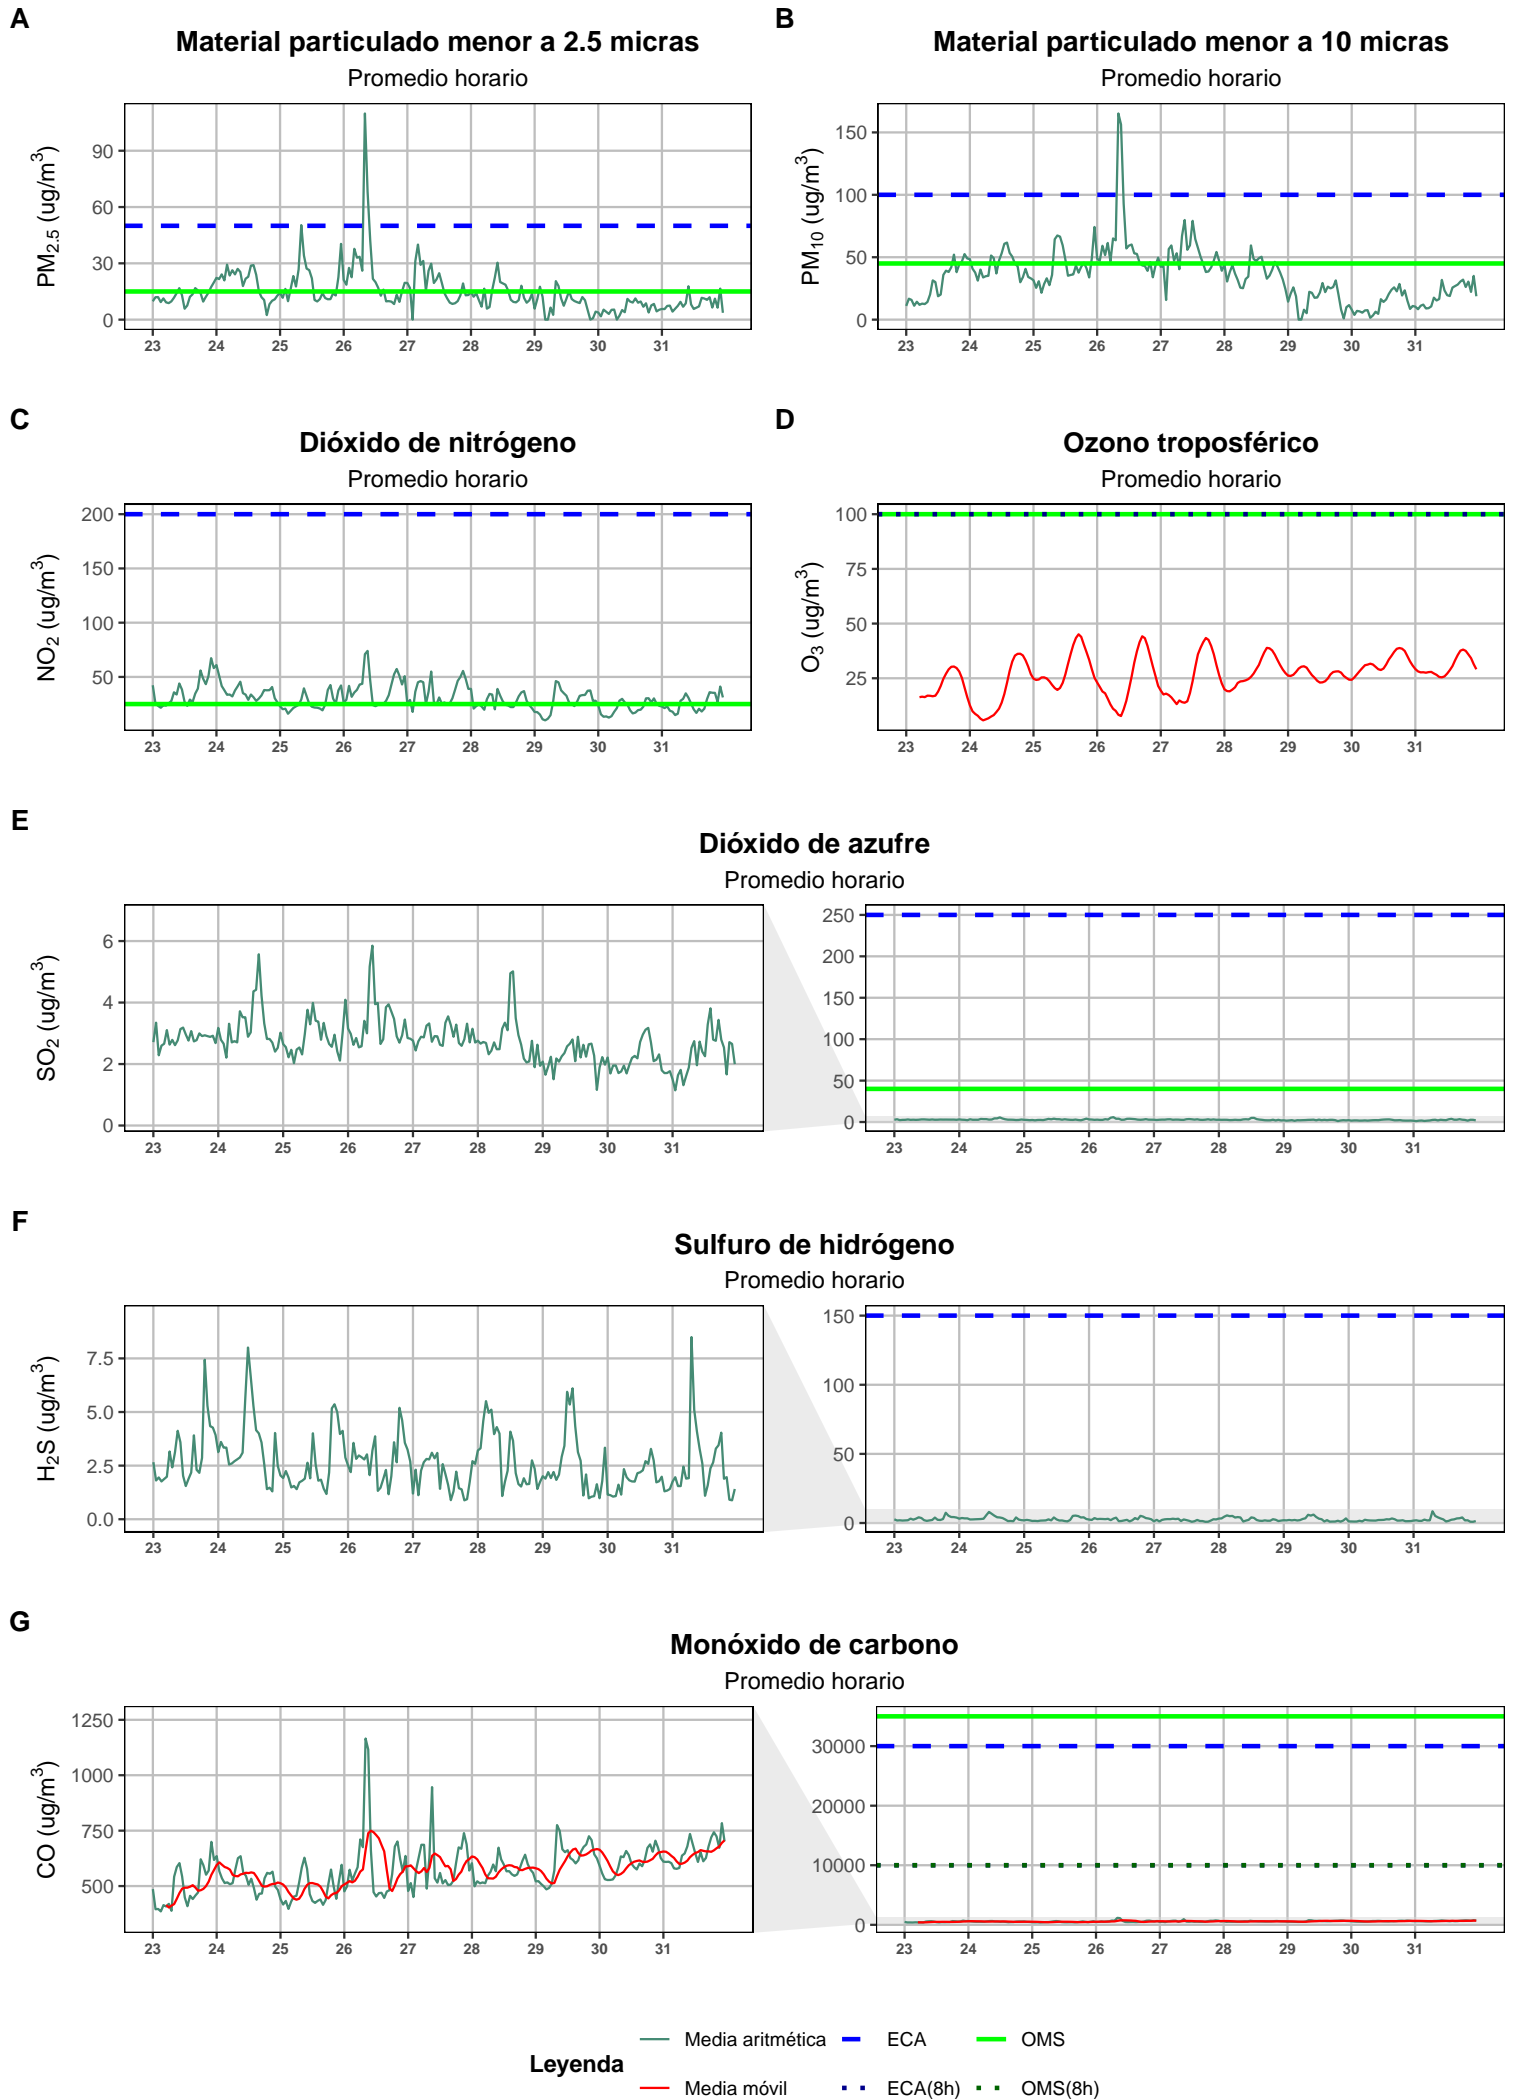 A
Material particulado menor a 2.5 micras
Promedio horario
PM2.5 (ug/m3)
90
60
30
0
23 24 25 26 27 28 29 30 31
B
Material particulado menor a 10 micras
Promedio horario
PM10 (ug/m3)
150
100
50
0
23 24 25 26 27 28 29 30 31
C
Dióxido de nitrógeno
Promedio horario
NO2 (ug/m3)
200
150
100
50
23 24 25 26 27 28 29 30 31
D
Ozono troposférico
Promedio horario
O3 (ug/m3)
100
75
50
25
23 24 25 26 27 28 29 30 31
E
Dióxido de azufre
Promedio horario
SO2 (ug/m3)
6
4
2
0
23 24 25 26 27 28 29 30 31
250
200
150
100
50
0
23 24 25 26 27 28 29 30 31
F
Sulfuro de hidrógeno
Promedio horario
H2S (ug/m3)
7.5
5.0
2.5
0.0
23 24 25 26 27 28 29 30 31
150
100
50
0
23 24 25 26 27 28 29 30 31
G
Monóxido de carbono
Promedio horario
CO (ug/m3)
1250
1000
750
500
23 24 25 26 27 28 29 30 31
30000
20000
10000
0
23 24 25 26 27 28 29 30 31
Leyenda
Media aritmética ECA OMS
Media móvil ECA(8h) OMS(8h)